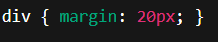 div { margin: 20px; }